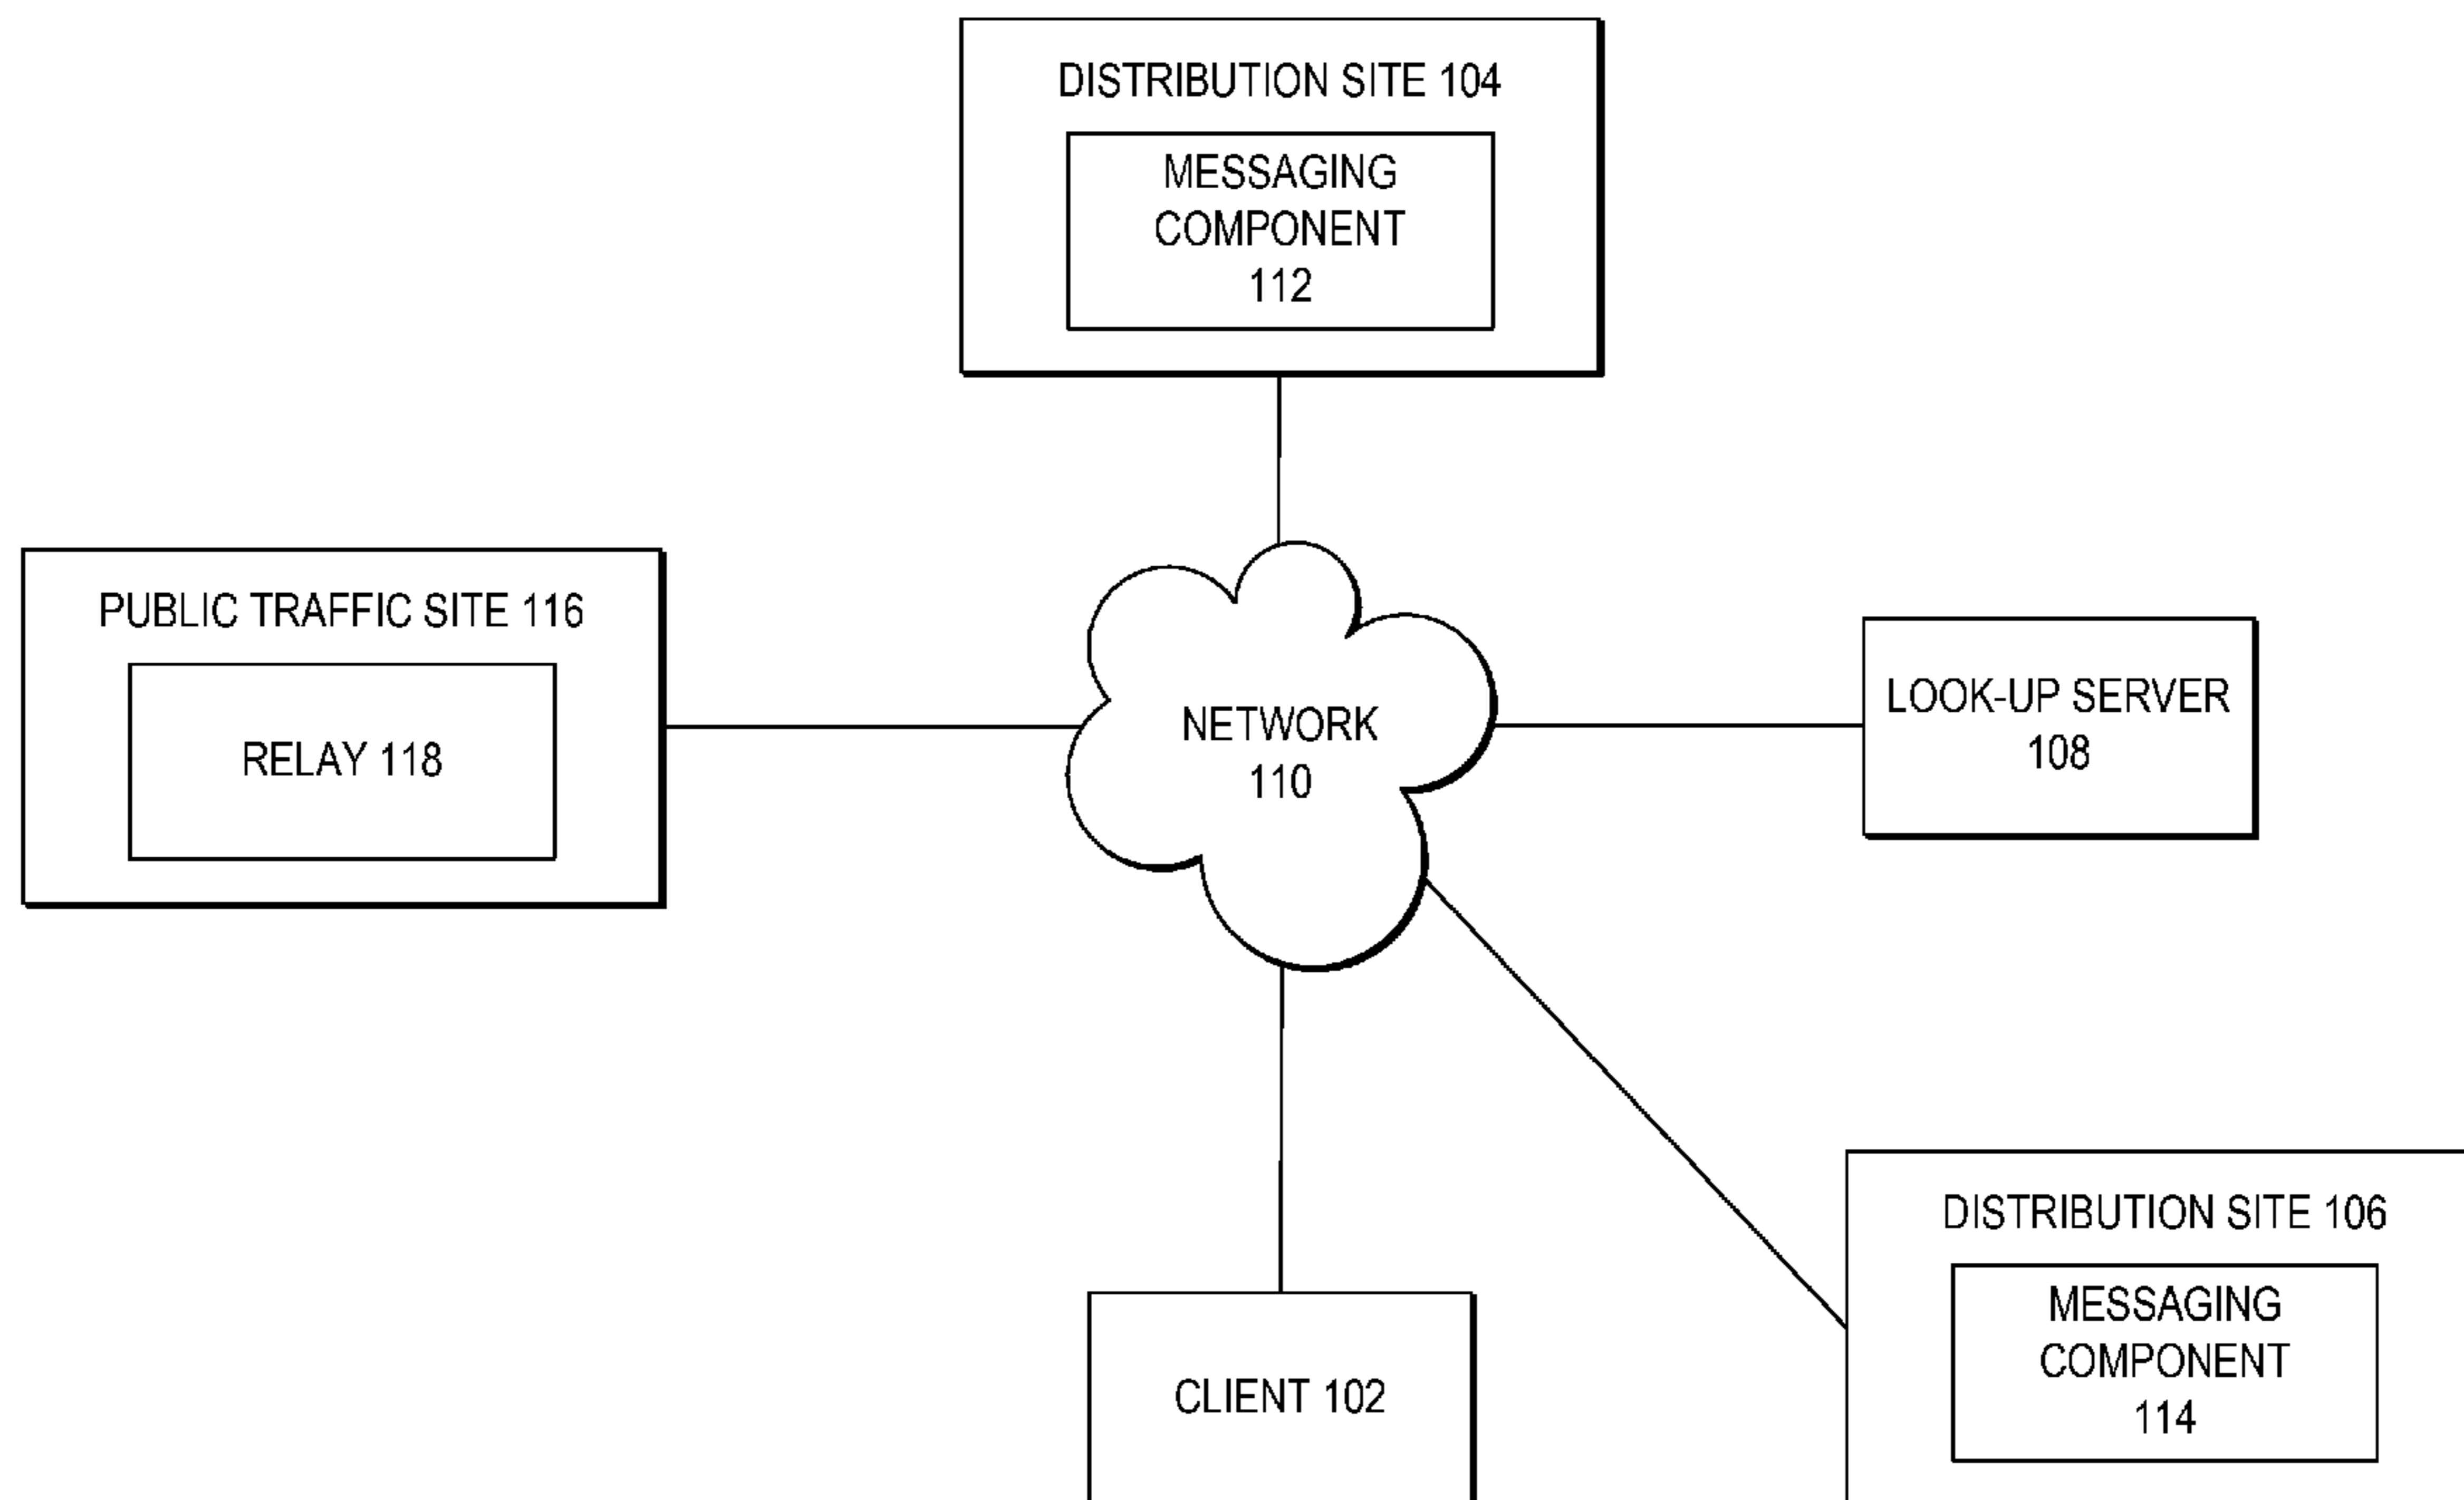 DISTRIBUTION SITE 104
MESSAGING
COMPONENT
112
PUBLIC TRAFFIC SITE 116
RELAY 118
NETWORK
110
LOOK-UP SERVER
108
DISTRIBUTION SITE 106
MESSAGING
COMPONENT
114
CLIENT 102